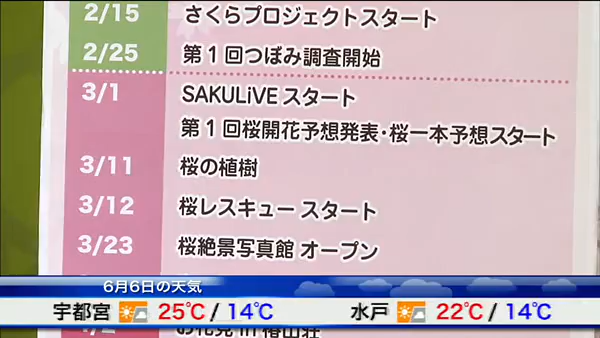 2/15 さくらプロジェクトスタート
2/25 第1回つぼみ調査開始
3/1 SAKULiVE スタート
第1回桜開花予想発表・桜一本予想スタート
3/11 桜の植樹
3/12 桜レスキュー スタート
3/23 桜絶景写真館 オープン
6月6日の天気
宇都宮 25℃/14℃ 水戸 22℃/14℃